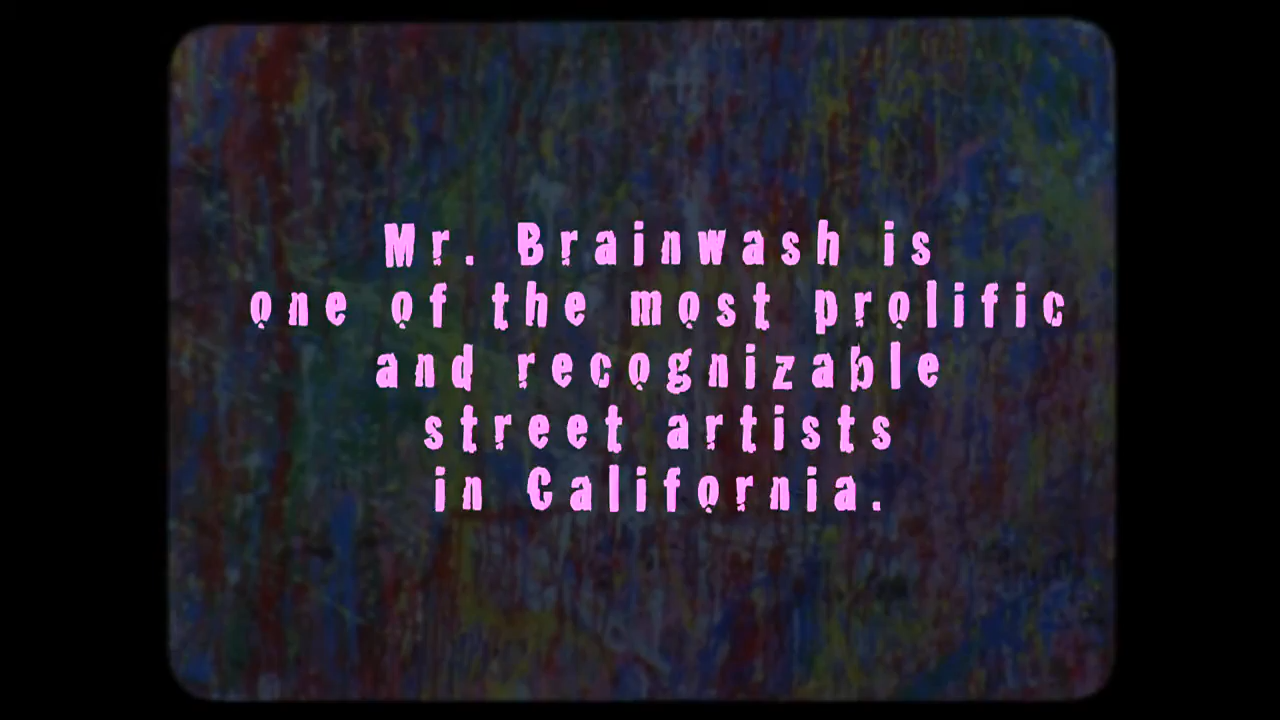 Mr. Brainwash is
one of the most prolific
and recognizable
street artists
in California.